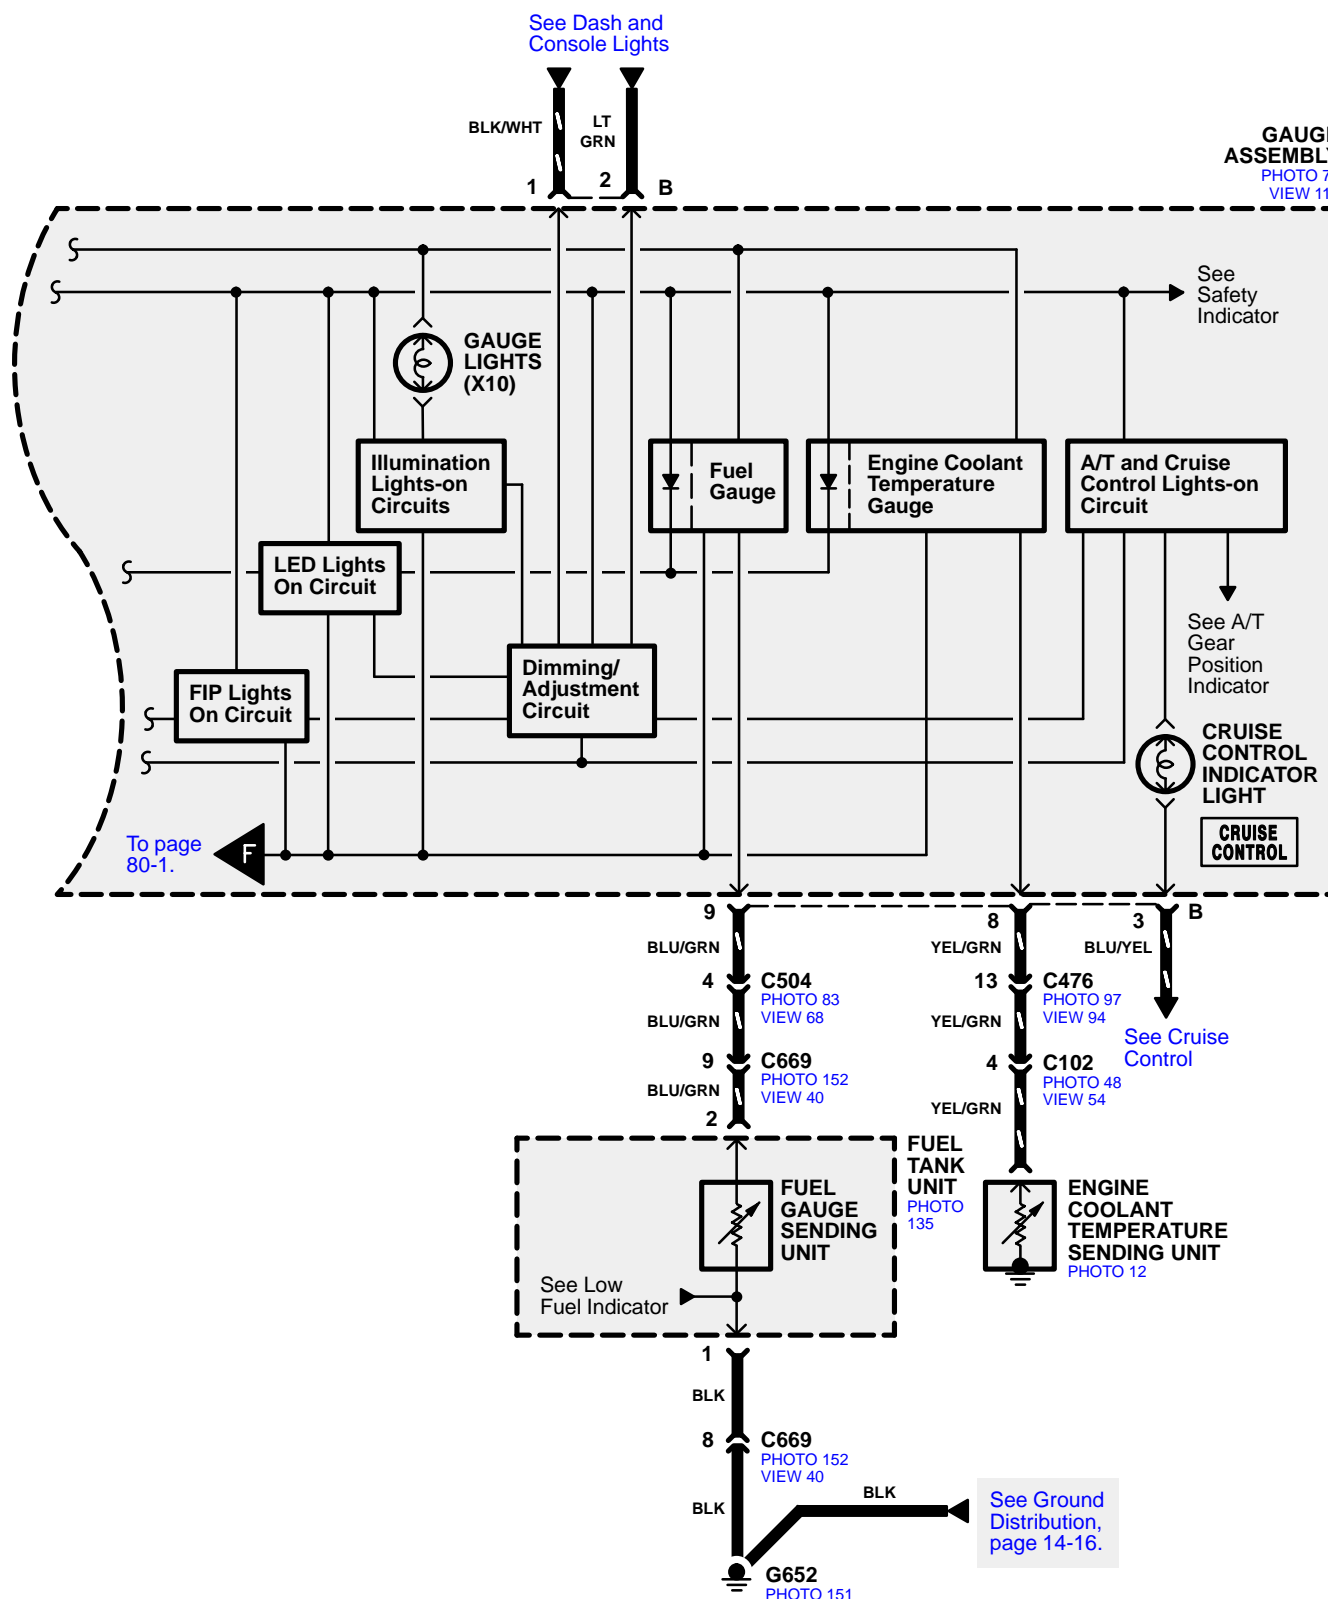 See Dash and
Console Lights
BLK/WHT
LT
GRN
1
2
B
GAUGE
ASSEMBLY
PHOTO 7
VIEW 11
See
Safety
Indicator
GAUGE
LIGHTS
(X10)
Illumination
Lights-on
Circuits
Fuel
Gauge
Engine Coolant
Temperature
Gauge
A/T and Cruise
Control Lights-on
Circuit
LED Lights
On Circuit
See A/T
Gear
Position
Indicator
Dimming/
Adjustment
Circuit
FIP Lights
On Circuit
CRUISE
CONTROL
INDICATOR
LIGHT
CRUISE
CONTROL
To page
80-1.
F
9
8
3
B
BLU/GRN
YEL/GRN
BLU/YEL
4
C504
PHOTO 83
VIEW 68
13
C476
PHOTO 97
VIEW 94
BLU/GRN
YEL/GRN
See Cruise
Control
9
C669
PHOTO 152
VIEW 40
4
C102
PHOTO 48
VIEW 54
BLU/GRN
YEL/GRN
2
FUEL
TANK
UNIT
PHOTO
135
FUEL
GAUGE
SENDING
UNIT
ENGINE
COOLANT
TEMPERATURE
SENDING UNIT
PHOTO 12
See Low
Fuel Indicator
1
BLK
8
C669
PHOTO 152
VIEW 40
BLK
BLK
See Ground
Distribution,
page 14-16.
G652
PHOTO 151